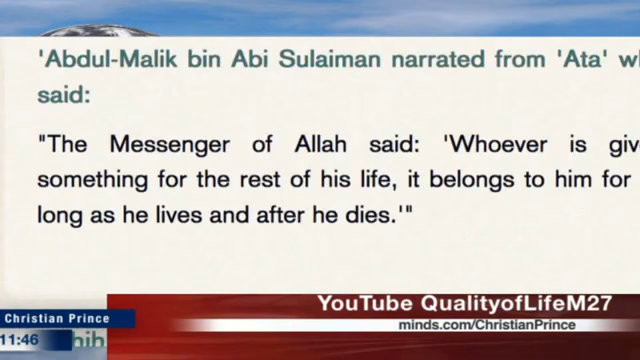 'Abdul-Malik bin Abi Sulaiman narrated from 'Ata'
said:
"The Messenger of Allah said: 'Whoever is
something for the rest of his life, it belongs to him for
long as he lives and after he dies.'"
YouTube QualityofLifeM27
Christian Prince
minds.com/ChristianPrince
11:46